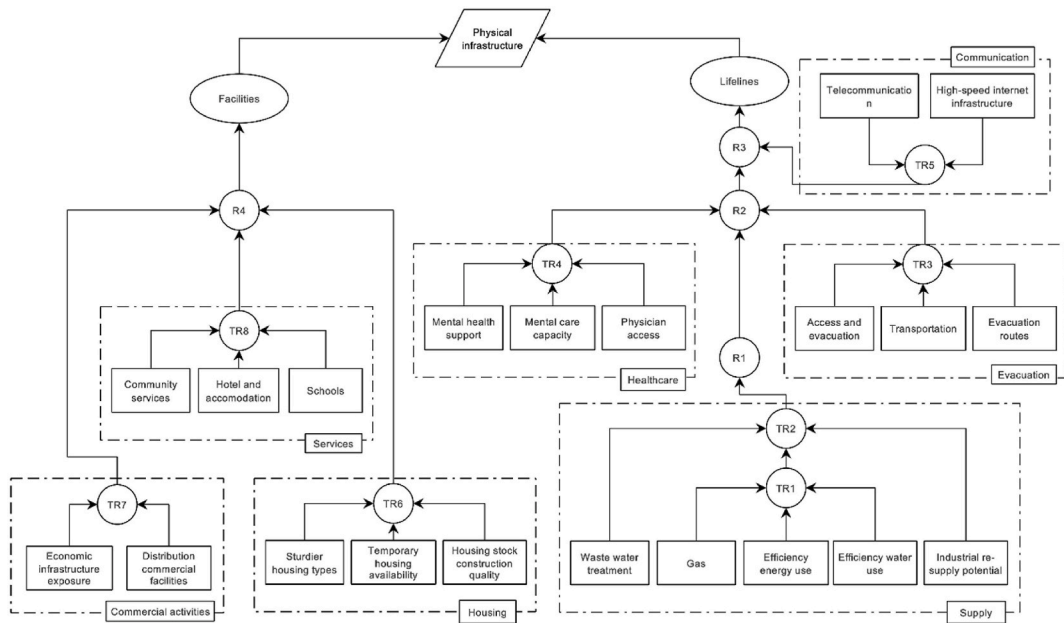 Physical
infrastructure
Facilities
Lifelines
Communication
Telecommunicatio
n
High-speed internet
infrastructure
R3
TR5
R4
R2
TR4
TR3
Mental health
support
Mental care
capacity
Physician
access
Healthcare
Access and
evacuation
Transportation
Evacuation
routes
Evacuation
TR8
Community
services
Hotel and
accomodation
Schools
Services
R1
TR2
TR1
Waste water
treatment
Gas
Efficiency
energy use
Efficiency water
use
Industrial re-
supply potential
Supply
TR7
Economic
infrastructure
exposure
Distribution
commercial
facilities
Commercial activities
TR6
Sturdier
housing types
Temporary
housing
availability
Housing stock
construction
quality
Housing